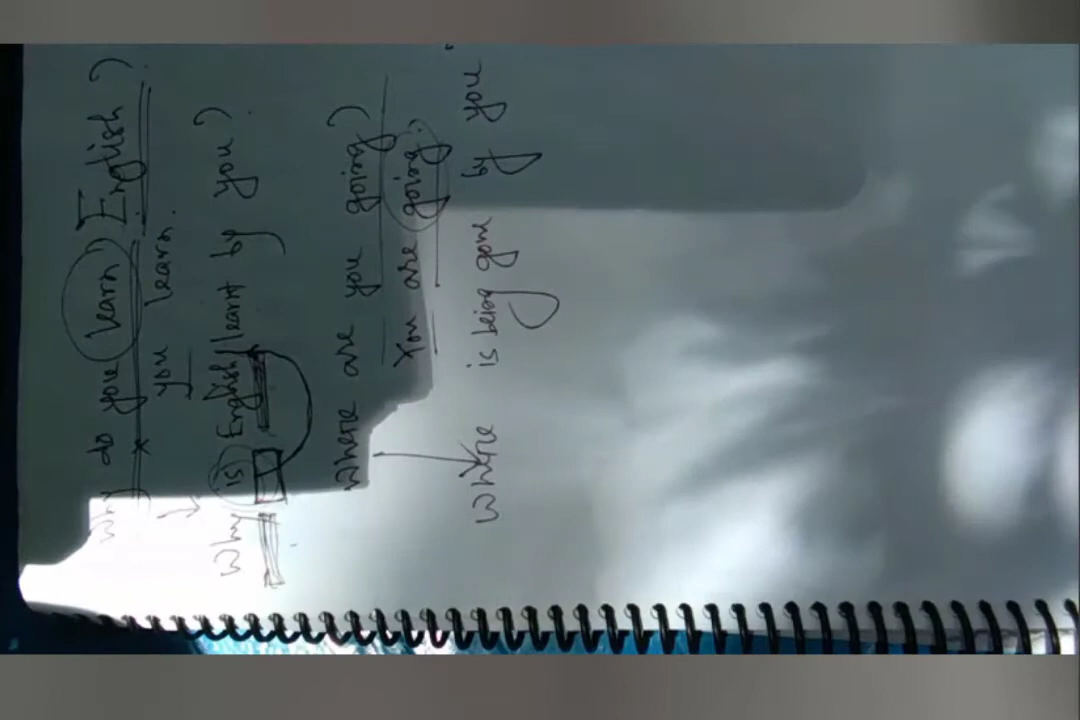 Why do you learn English ?
you learn.
Why is English learnt by you ?
Where are you going ?
You are going.
Where is being gone by you